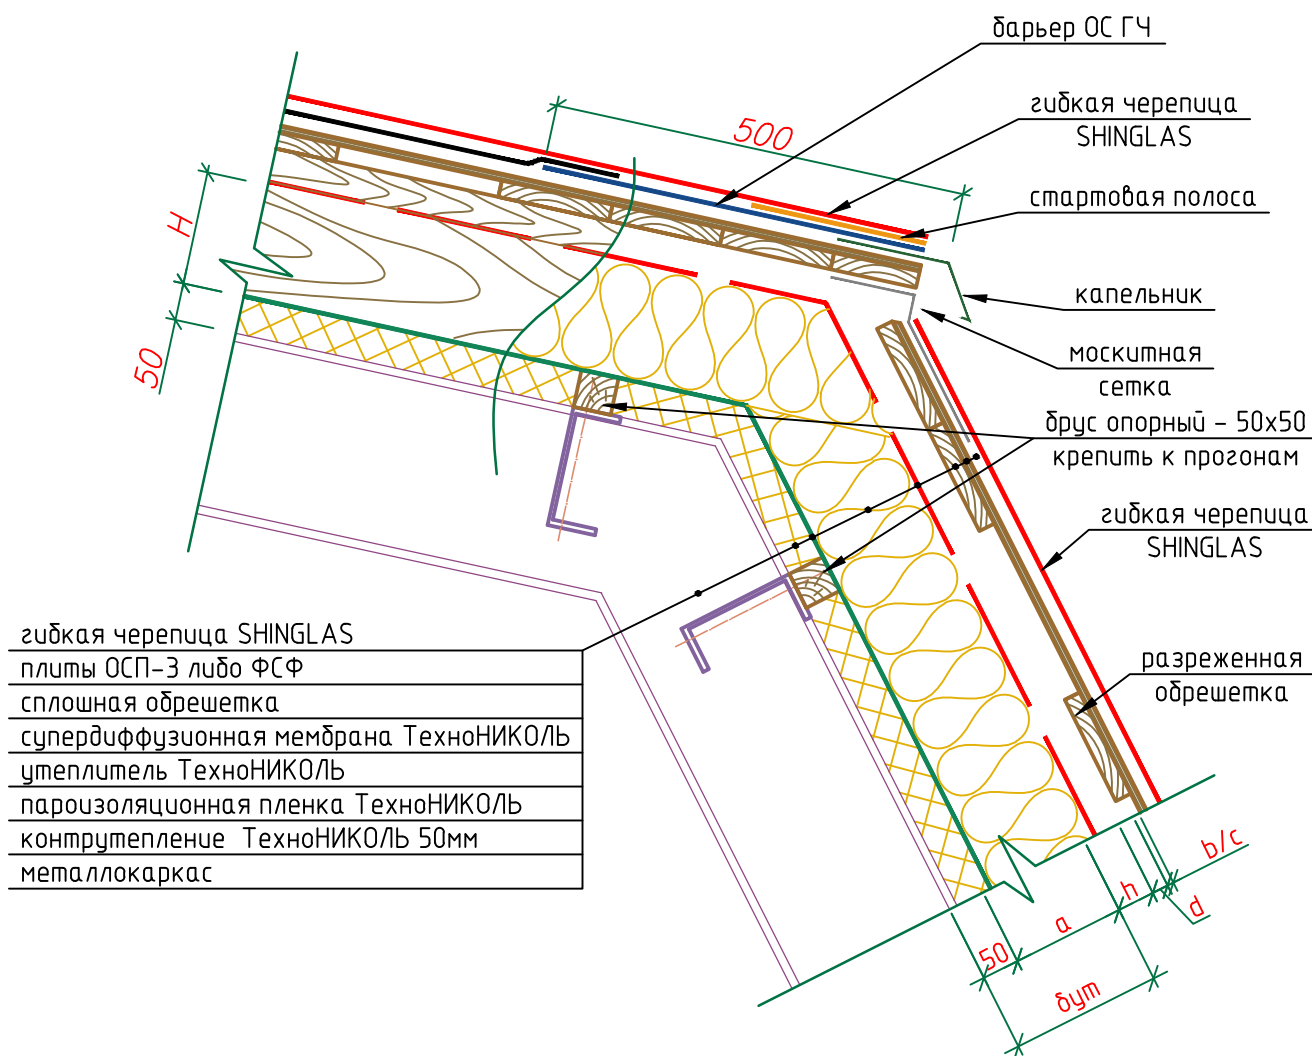 барьер ОС ГЧ
гибкая черепица
SHINGLAS
500
стартовая полоса
H
капельник
москитная
сетка
50
брус опорный – 50х50
крепить к прогонам
гибкая черепица
SHINGLAS
гибкая черепица SHINGLAS
плиты ОСП-3 либо ФСФ
сплошная обрешетка
супердиффузионная мембрана ТехноНИКОЛЬ
утеплитель ТехноНИКОЛЬ
пароизоляционная пленка ТехноНИКОЛЬ
контрутепление ТехноНИКОЛЬ 50мм
металлокаркас
разреженная
обрешетка
b/c
h
d
a
50
δут